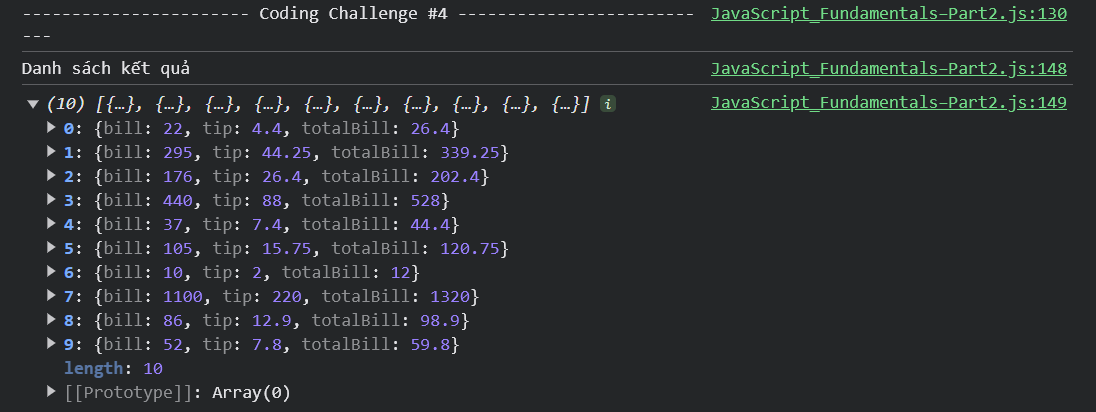 ----------------------- Coding Challenge #4 -------------------------- JavaScript_Fundamentals-Part2.js:130
Danh sách kết quả JavaScript_Fundamentals-Part2.js:148
(10) [{…}, {…}, {…}, {…}, {…}, {…}, {…}, {…}, {…}, {…}] i JavaScript_Fundamentals-Part2.js:149
0: {bill: 22, tip: 4.4, totalBill: 26.4}
1: {bill: 295, tip: 44.25, totalBill: 339.25}
2: {bill: 176, tip: 26.4, totalBill: 202.4}
3: {bill: 440, tip: 88, totalBill: 528}
4: {bill: 37, tip: 7.4, totalBill: 44.4}
5: {bill: 105, tip: 15.75, totalBill: 120.75}
6: {bill: 10, tip: 2, totalBill: 12}
7: {bill: 1100, tip: 220, totalBill: 1320}
8: {bill: 86, tip: 12.9, totalBill: 98.9}
9: {bill: 52, tip: 7.8, totalBill: 59.8}
length: 10
[[Prototype]]: Array(0)